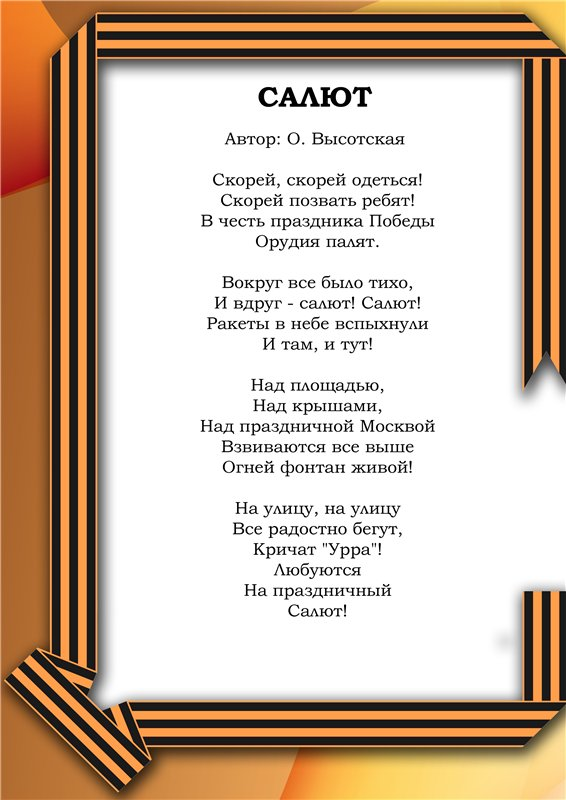 САЛЮТ
Автор: О. Высотская
Скорей, скорей одеться!
Скорей позвать ребят!
В честь праздника Победы
Орудия палят.
Вокруг все было тихо,
И вдруг - салют! Салют!
Ракеты в небе вспыхнули
И там, и тут!
Над площадью,
Над крышами,
Над праздничной Москвой
Взвиваются все выше
Огней фонтан живой!
На улицу, на улицу
Все радостно бегут,
Кричат "Урра"!
Любуются
На праздничный
Салют!